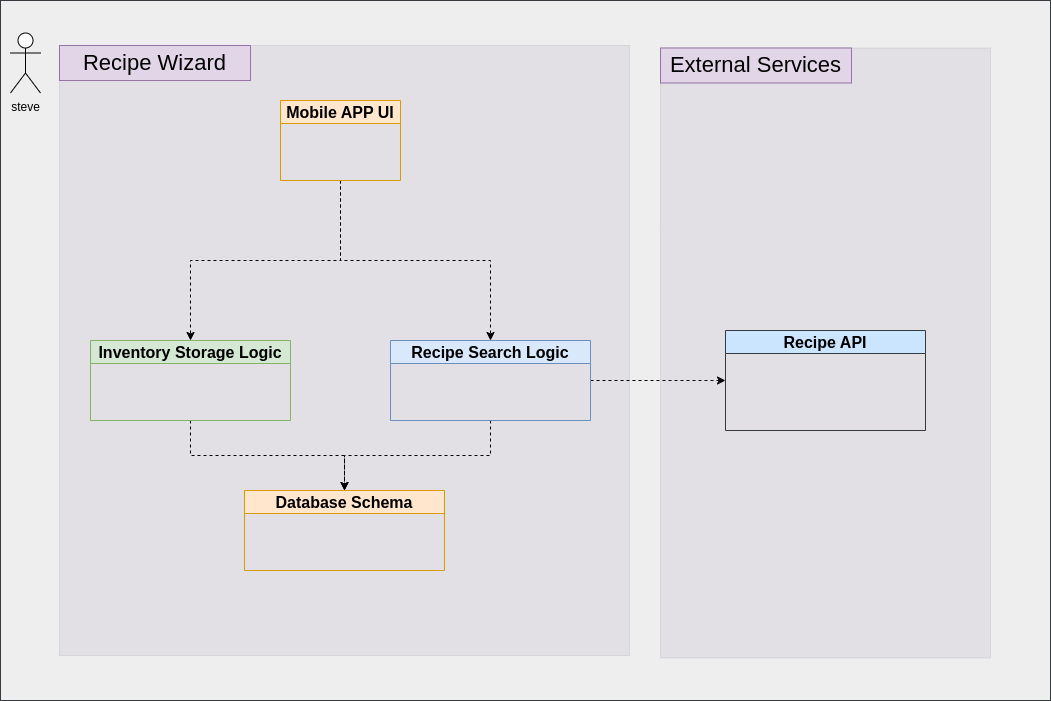 steve
Recipe Wizard
External Services
Mobile APP UI
Inventory Storage Logic
Recipe Search Logic
Recipe API
Database Schema